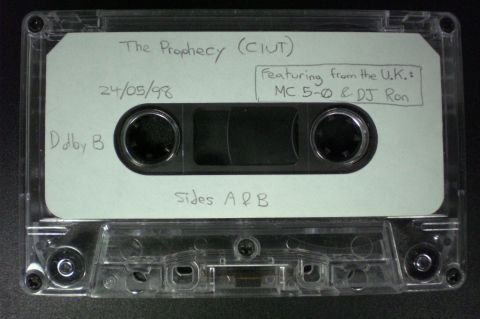 The Prophecy (CIUT)
Featuring from the U.K.:
MC 5-0 & DJ Ron
24/05/98
Dolby B
Sides A & B